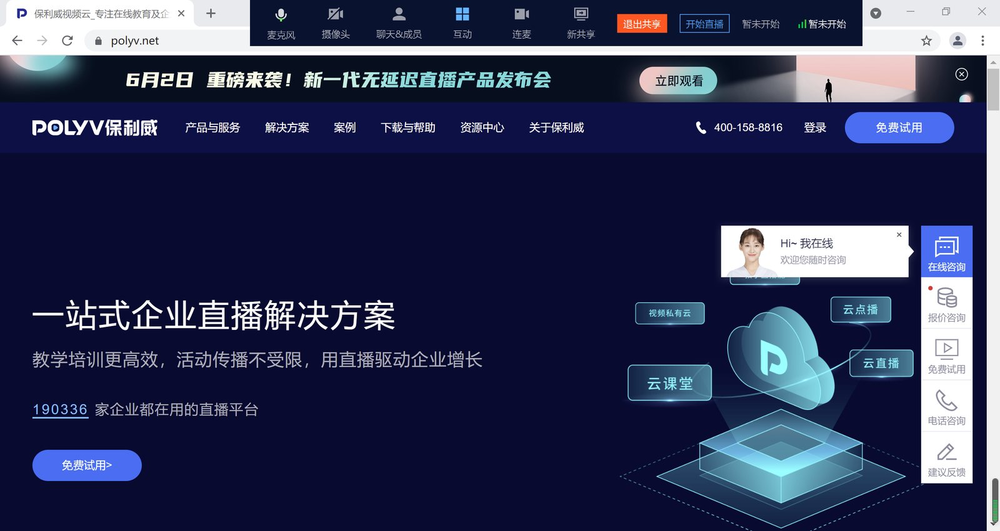 保利威视频云_专注在线教育及企
麦克风
摄像头
聊天&成员
互动
连麦
新共享
退出共享
开始直播
暂未开始
暂未开始
polyv.net
6月2日 重磅来袭！新一代无延迟直播产品发布会
立即观看
POLYV保利威
产品与服务
解决方案
案例
下载与帮助
资源中心
关于保利威
400-158-8816
登录
免费试用
Hi~ 我在线
欢迎您随时咨询
在线咨询
报价咨询
免费试用
电话咨询
建议反馈
一站式企业直播解决方案
教学培训更高效，活动传播不受限，用直播驱动企业增长
190336 家企业都在用的直播平台
免费试用>
视频私有云
云点播
云直播
云课堂